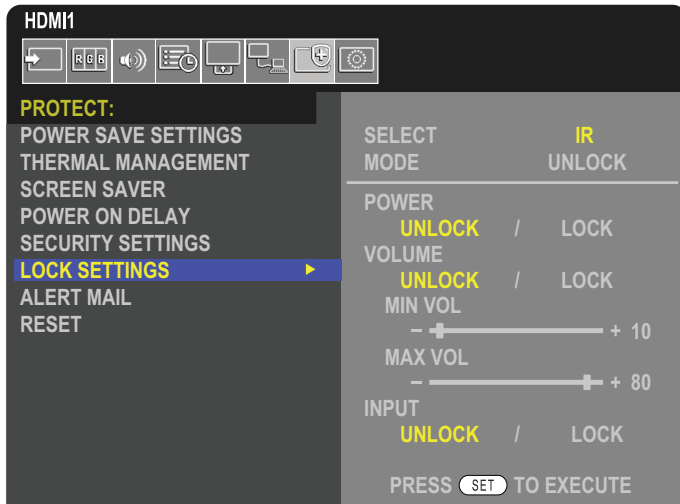 HDMI1
R G B
PROTECT:
POWER SAVE SETTINGS
THERMAL MANAGEMENT
SCREEN SAVER
POWER ON DELAY
SECURITY SETTINGS
LOCK SETTINGS
ALERT MAIL
RESET
SELECT IR
MODE UNLOCK
POWER
UNLOCK / LOCK
VOLUME
UNLOCK / LOCK
MIN VOL
− + 10
MAX VOL
− + 80
INPUT
UNLOCK / LOCK
PRESS SET TO EXECUTE